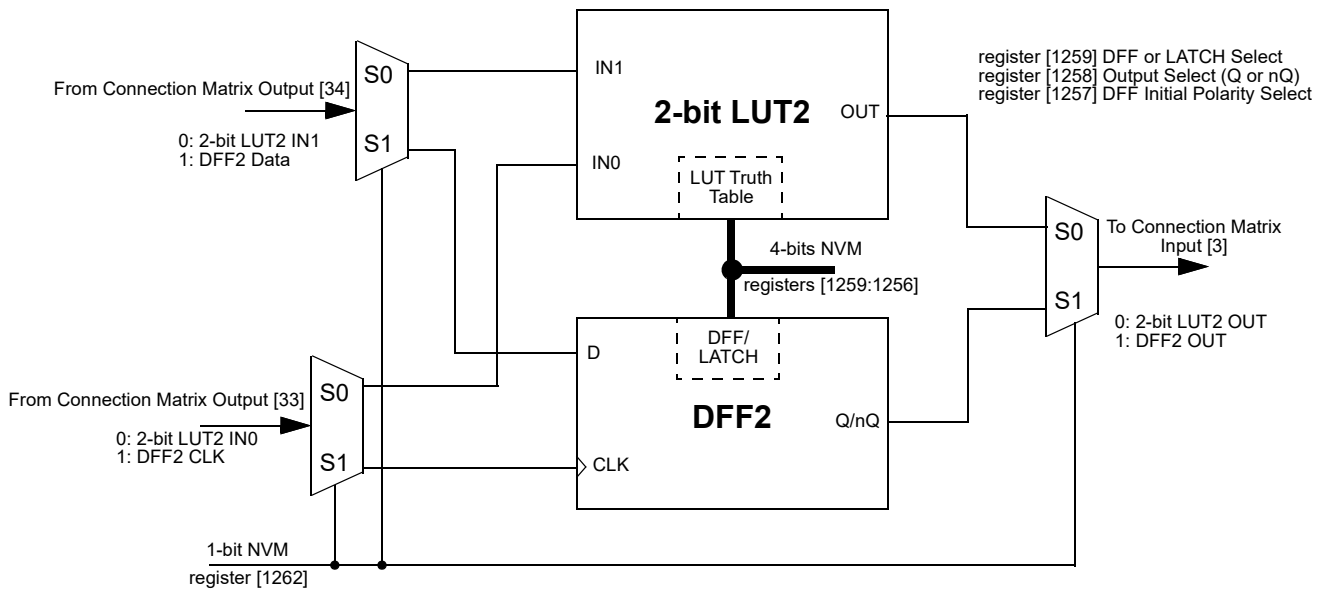 S0
IN1
From Connection Matrix Output [34]
S1
0: 2-bit LUT2 IN1
1: DFF2 Data
2-bit LUT2
OUT
IN0
LUT Truth
Table
register [1259] DFF or LATCH Select
register [1258] Output Select (Q or nQ)
register [1257] DFF Initial Polarity Select
4-bits NVM
registers [1259:1256]
S0
To Connection Matrix
Input [3]
S1
0: 2-bit LUT2 OUT
1: DFF2 OUT
DFF/
LATCH
D
DFF2
Q/nQ
CLK
S0
From Connection Matrix Output [33]
0: 2-bit LUT2 IN0
1: DFF2 CLK
S1
1-bit NVM
register [1262]